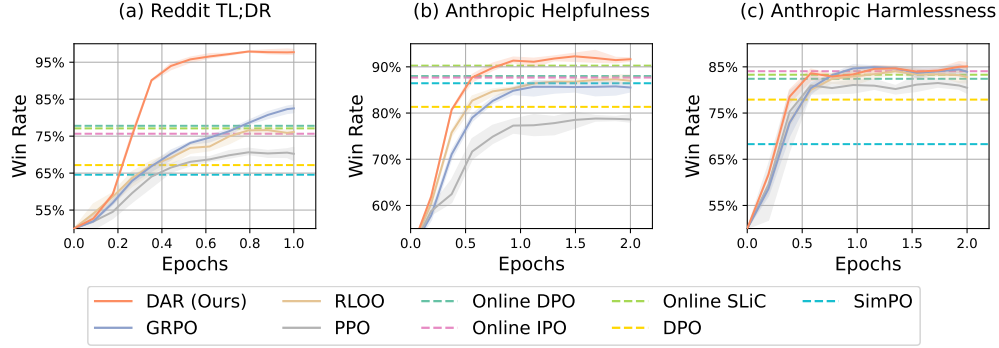 (a) Reddit TL;DR
(b) Anthropic Helpfulness
(c) Anthropic Harmlessness
Win Rate
95%
85%
75%
65%
55%
0.0 0.2 0.4 0.6 0.8 1.0
Epochs
Win Rate
90%
80%
70%
60%
0.0 0.5 1.0 1.5 2.0
Epochs
Win Rate
85%
75%
65%
55%
0.0 0.5 1.0 1.5 2.0
Epochs
DAR (Ours) RLOO Online DPO Online SLiC SimPO
GRPO PPO Online IPO DPO